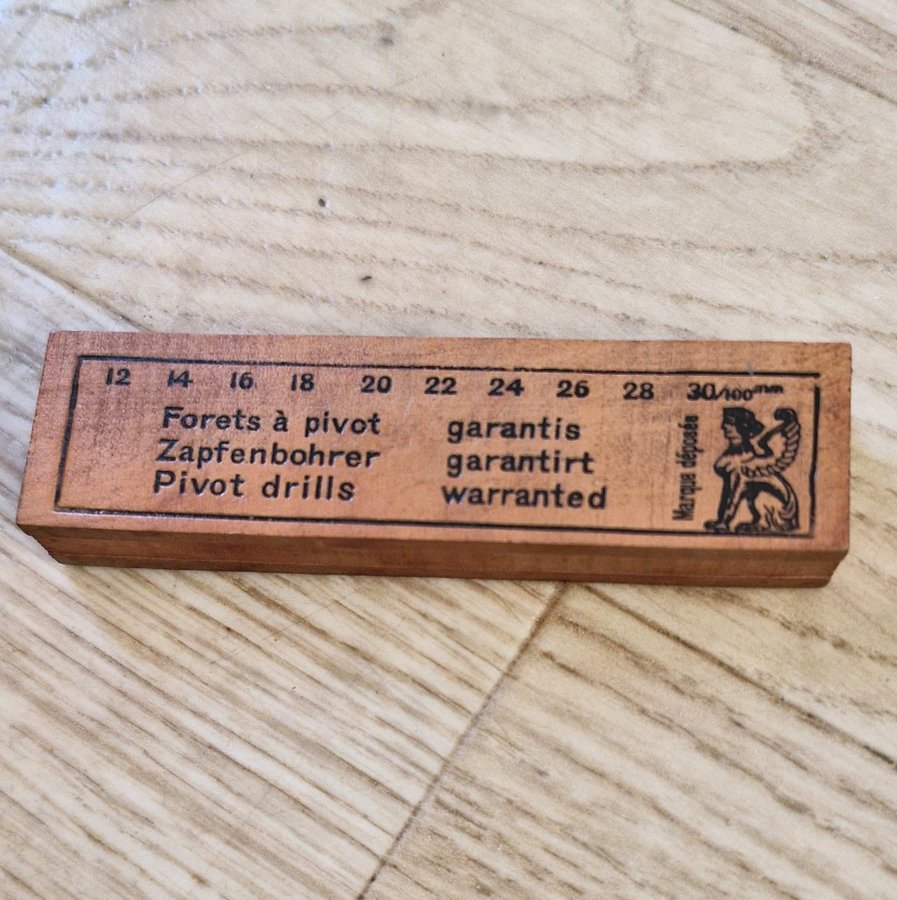 12 14 16 18 20 22 24 26 28 30/100mm
Forets à pivot garantis
Zapfenbohrer garantirt
Pivot drills warranted
Marque déposée